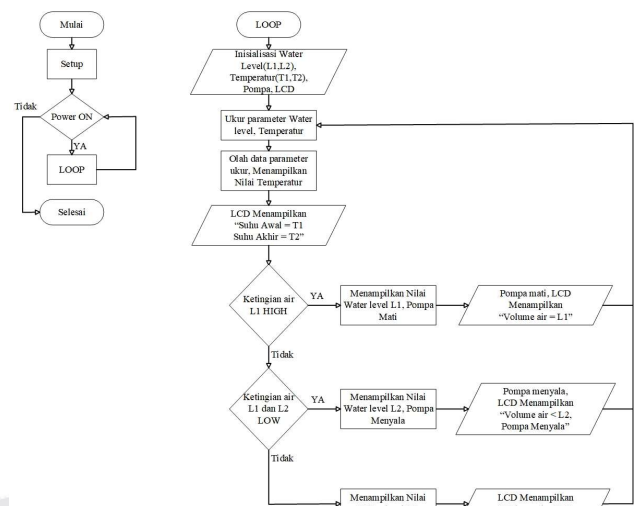 Mulai
Setup
Tidak
Power ON
YA
LOOP
Selesai
LOOP
Inisialisasi Water
Level(L1,L2),
Temperatur(T1,T2),
Pompa, LCD
Ukur parameter Water
level, Temperatur
Olah data parameter
ukur, Menampilkan
Nilai Temperatur
LCD Menampilkan
“Suhu Awal = T1
Suhu Akhir = T2”
Ketingian air
L1 HIGH
YA
Menampilkan Nilai
Water level L1, Pompa
Mati
Pompa mati, LCD
Menampilkan
“Volume air = L1”
Tidak
Ketingian air
L1 dan L2
LOW
YA
Menampilkan Nilai
Water level L2, Pompa
Menyala
Pompa menyala,
LCD Menampilkan
“Volume air < L2,
Pompa Menyala”
Tidak
Menampilkan Nilai
LCD Menampilkan